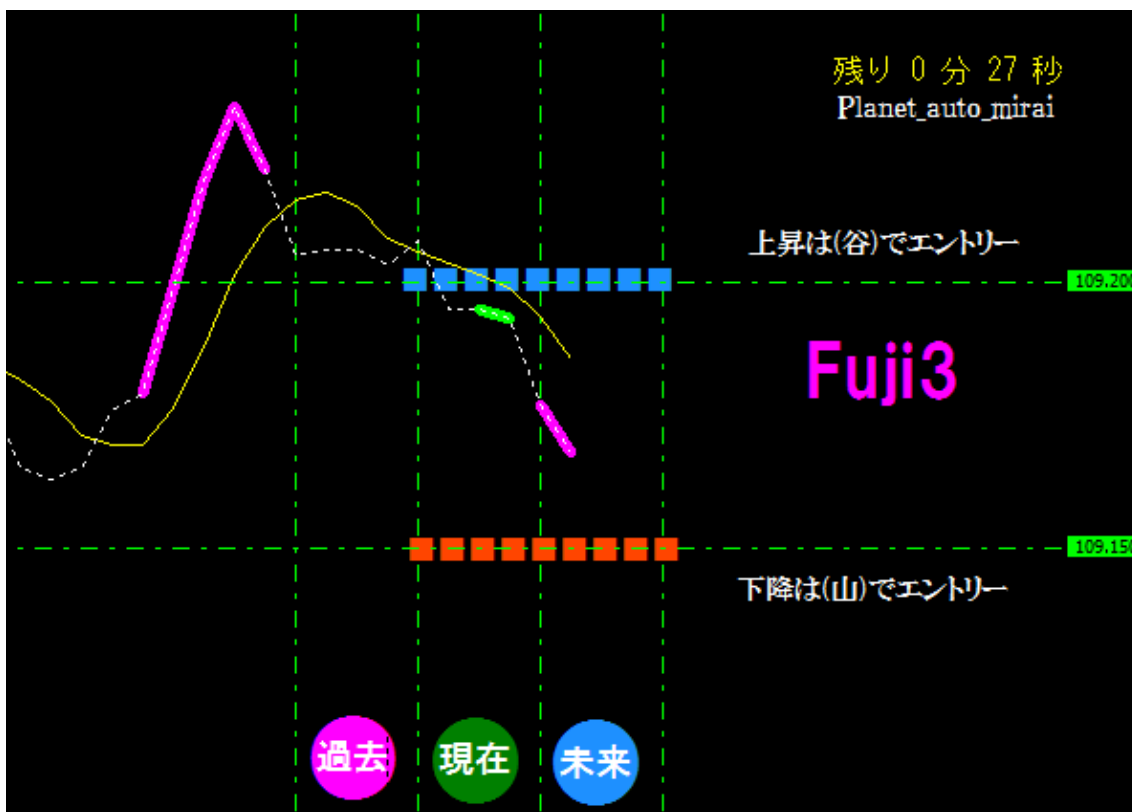 残り 0 分 27 秒
Planet_auto_mirai
上昇は(谷)でエントリー
109.200
Fuji3
109.150
下降は(山)でエントリー
過去
現在
未来